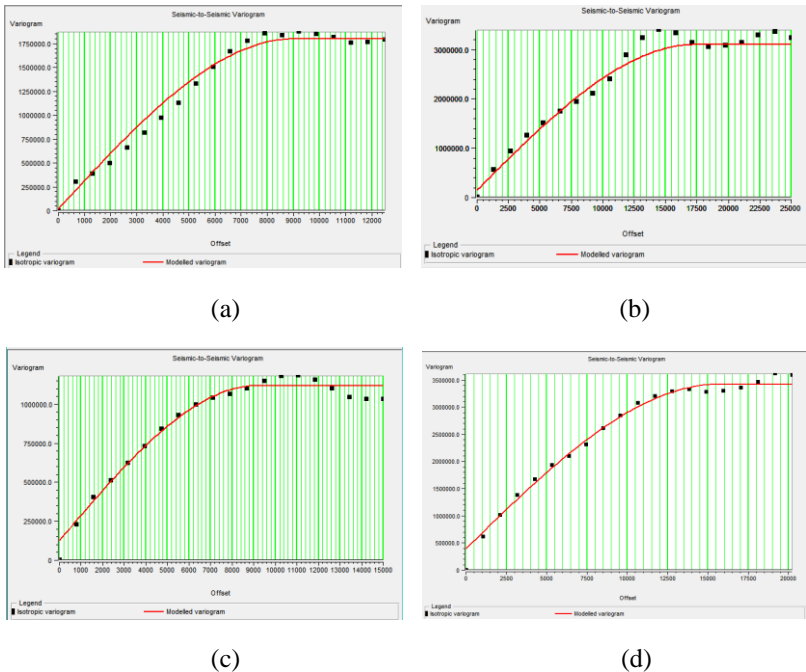 Seismic-to-Seismic Variogram
Variogram
1750000.0
1500000.0
1250000.0
1000000.0
750000.0
500000.0
250000.0
0
0 1000 2000 3000 4000 5000 6000 7000 8000 9000 10000 11000 12000
Offset
Legend
Isotropic variogram Modelled variogram
(a)
Seismic-to-Seismic Variogram
Variogram
3000000.0
2000000.0
1000000.0
0
0 2500 5000 7500 10000 12500 15000 17500 20000 22500 25000
Offset
Legend
Isotropic variogram Modelled variogram
(b)
Seismic-to-Seismic Variogram
Variogram
1000000.0
750000.0
500000.0
250000.0
0
0 1000 2000 3000 4000 5000 6000 7000 8000 9000 10000 11000 12000 13000 14000 15000
Offset
Legend
Isotropic variogram Modelled variogram
(c)
Seismic-to-Seismic Variogram
Variogram
3500000.0
3000000.0
2500000.0
2000000.0
1500000.0
1000000.0
500000.0
0
0 2500 5000 7500 10000 12500 15000 17500 20000
Offset
Legend
Isotropic variogram Modelled variogram
(d)